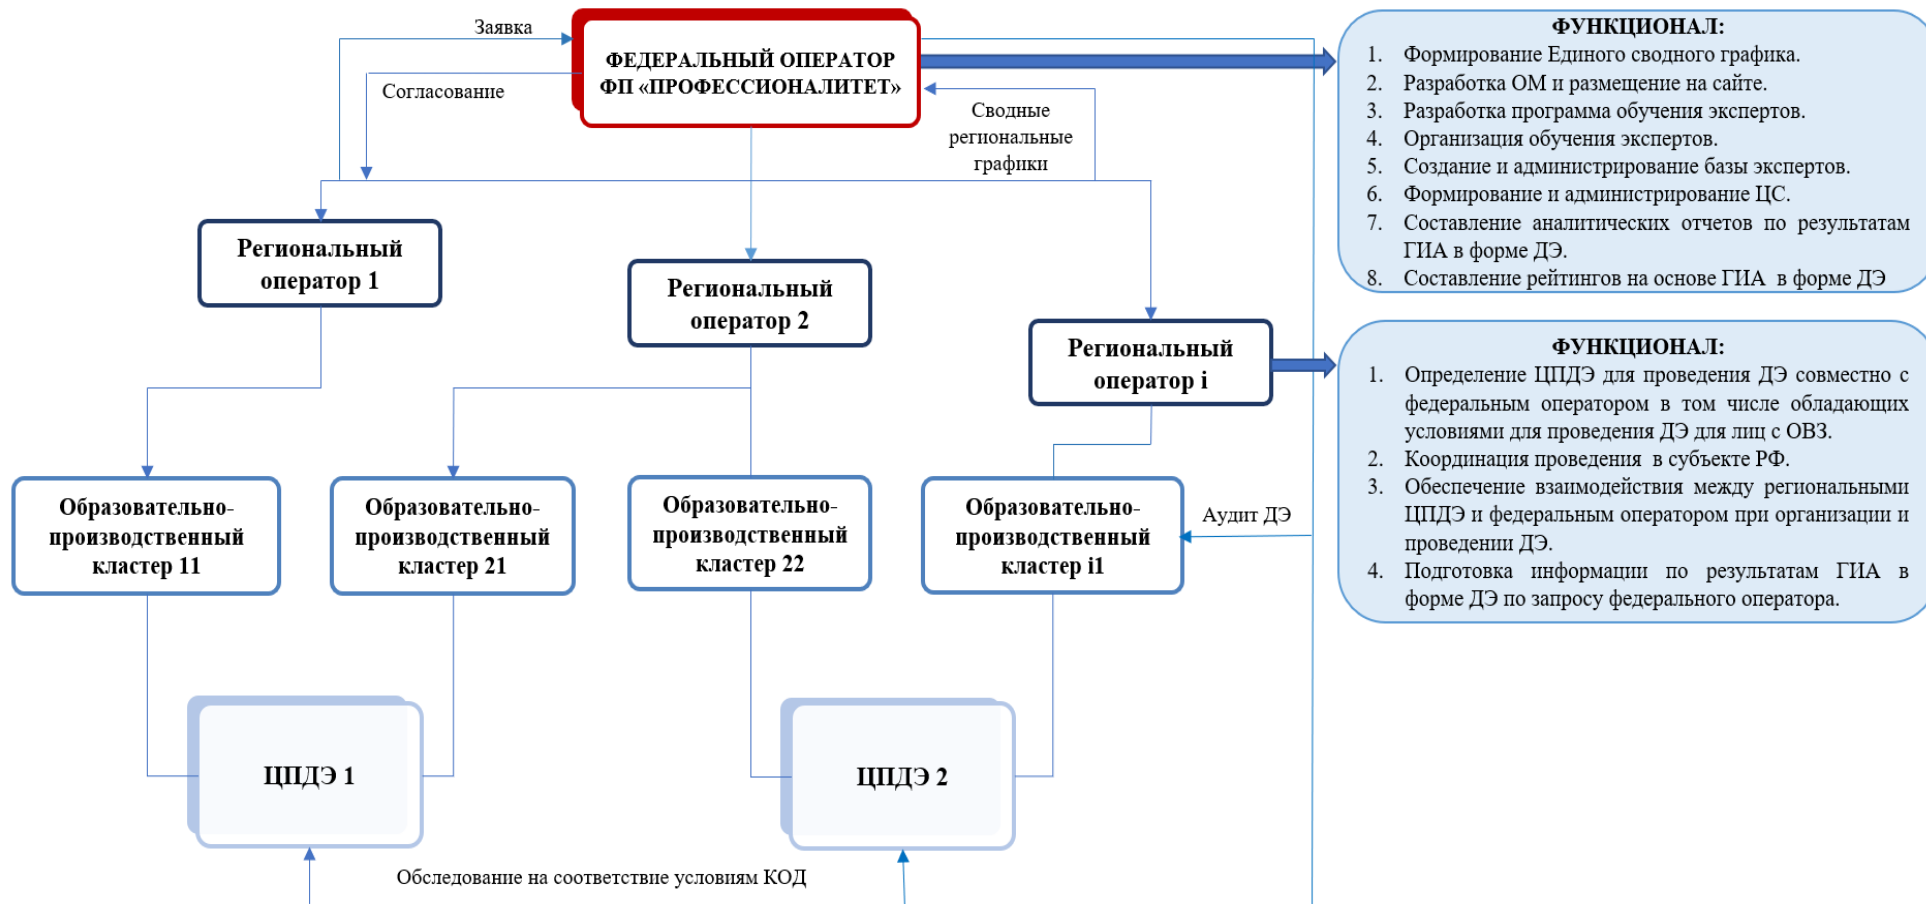 Заявка
ФЕДЕРАЛЬНЫЙ ОПЕРАТОР
ФП «ПРОФЕССИОНАЛИТЕТ»
Согласование
Сводные
региональные
графики
ФУНКЦИОНАЛ:
1. Формирование Единого сводного графика.
2. Разработка ОМ и размещение на сайте.
3. Разработка программа обучения экспертов.
4. Организация обучения экспертов.
5. Создание и администрирование базы экспертов.
6. Формирование и администрирование ЦС.
7. Составление аналитических отчетов по результатам
ГИА в форме ДЭ.
8. Составление рейтингов на основе ГИА в форме ДЭ
Региональный
оператор 1
Региональный
оператор 2
Региональный
оператор i
ФУНКЦИОНАЛ:
1. Определение ЦПДЭ для проведения ДЭ совместно с
федеральным оператором в том числе обладающих
условиями для проведения ДЭ для лиц с ОВЗ.
2. Координация проведения в субъекте РФ.
3. Обеспечение взаимодействия между региональными
ЦПДЭ и федеральным оператором при организации и
проведении ДЭ.
4. Подготовка информации по результатам ГИА в
форме ДЭ по запросу федерального оператора.
Образовательно-
производственный
кластер 11
Образовательно-
производственный
кластер 21
Образовательно-
производственный
кластер 22
Образовательно-
производственный
кластер i1
Аудит ДЭ
ЦПДЭ 1
ЦПДЭ 2
Обследование на соответствие условиям КОД